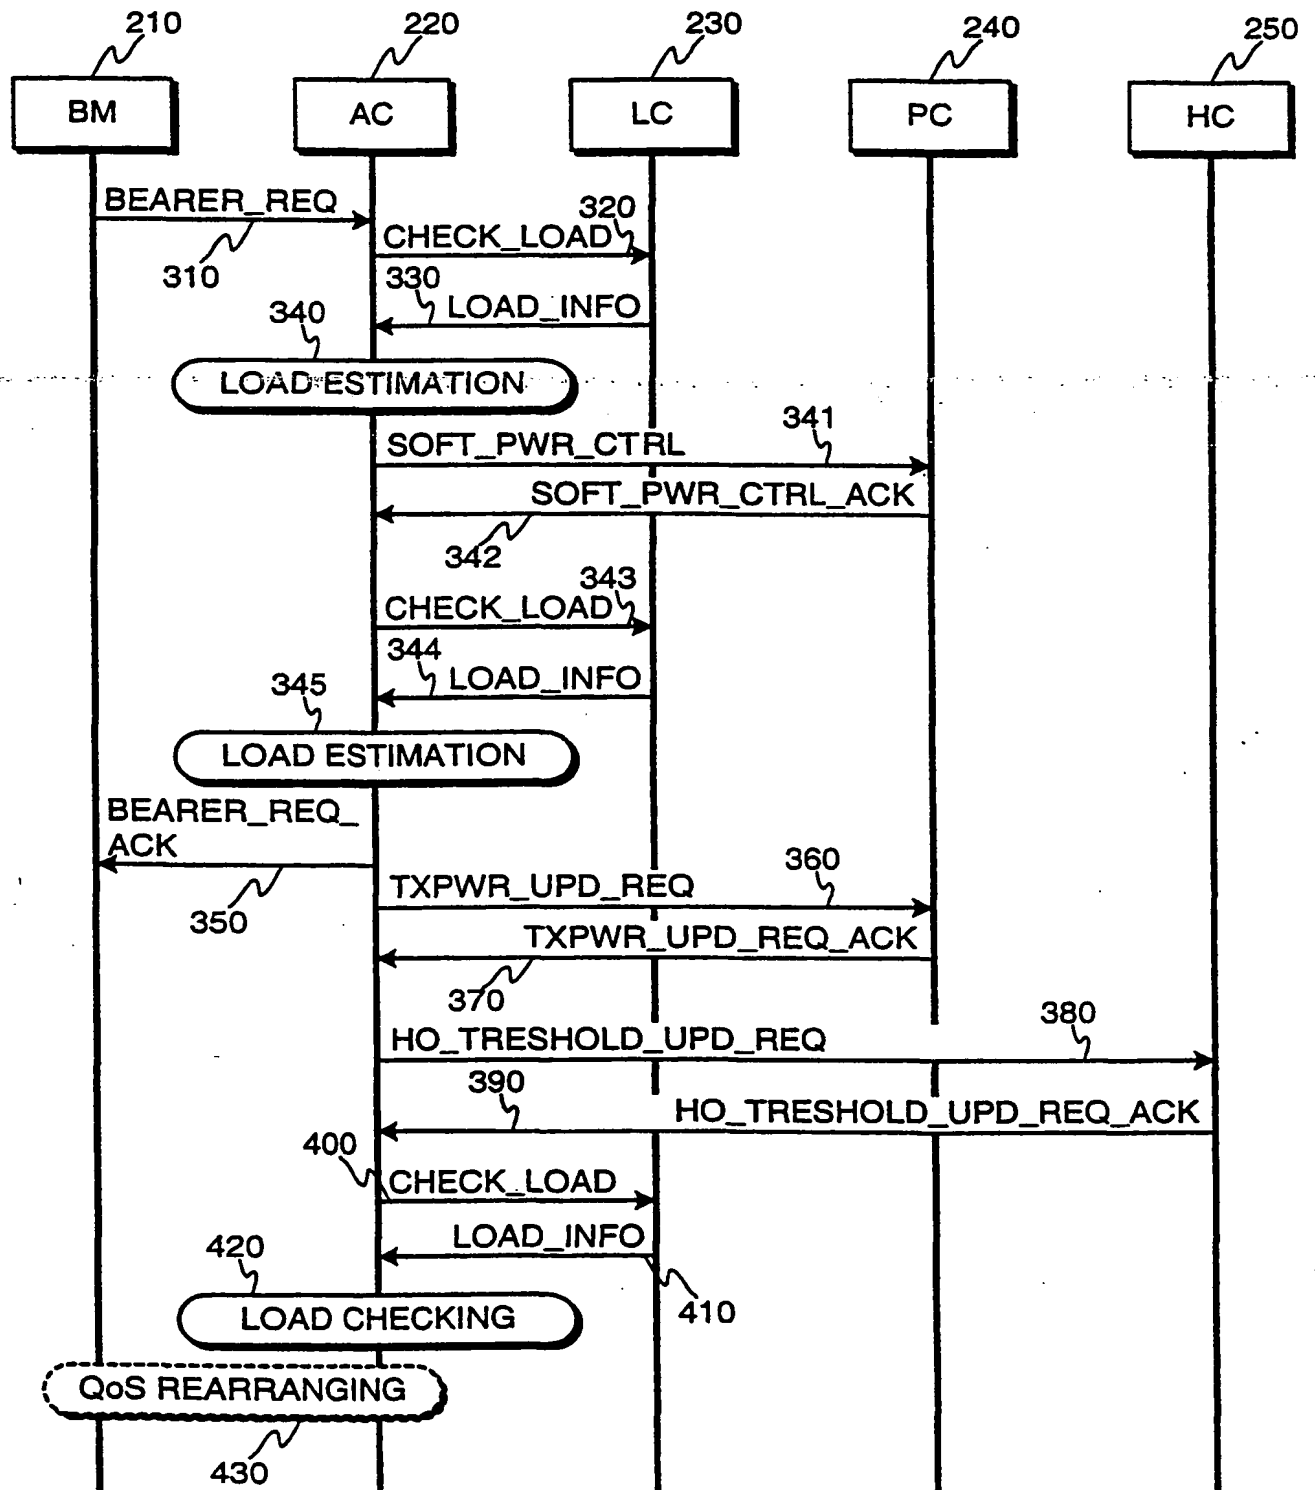 210
220
230
240
250
BM
AC
LC
PC
HC
BEARER_REQ
310
320
CHECK_LOAD
330
LOAD_INFO
340
LOAD ESTIMATION
341
SOFT_PWR_CTRL
SOFT_PWR_CTRL_ACK
342
343
CHECK_LOAD
344
LOAD_INFO
345
LOAD ESTIMATION
BEARER_REQ_
ACK
350
360
TXPWR_UPD_REQ
TXPWR_UPD_REQ_ACK
370
380
HO_TRESHOLD_UPD_REQ
390
HO_TRESHOLD_UPD_REQ_ACK
400
CHECK_LOAD
LOAD_INFO
410
420
LOAD CHECKING
QoS REARRANGING
430